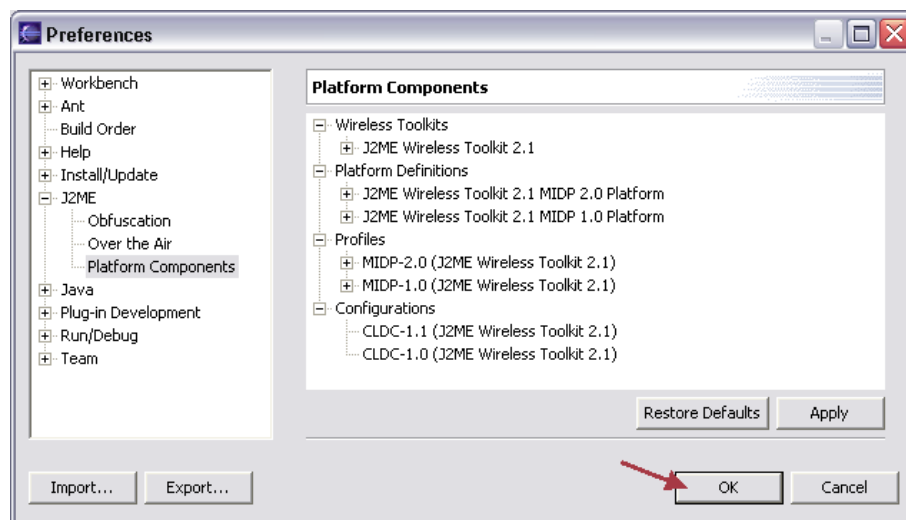 Preferences
Workbench
Ant
Build Order
Help
Install/Update
J2ME
Obfuscation
Over the Air
Platform Components
Java
Plug-in Development
Run/Debug
Team
Platform Components
Wireless Toolkits
J2ME Wireless Toolkit 2.1
Platform Definitions
J2ME Wireless Toolkit 2.1 MIDP 2.0 Platform
J2ME Wireless Toolkit 2.1 MIDP 1.0 Platform
Profiles
MIDP-2.0 (J2ME Wireless Toolkit 2.1)
MIDP-1.0 (J2ME Wireless Toolkit 2.1)
Configurations
CLDC-1.1 (J2ME Wireless Toolkit 2.1)
CLDC-1.0 (J2ME Wireless Toolkit 2.1)
Restore Defaults Apply
Import... Export... OK Cancel